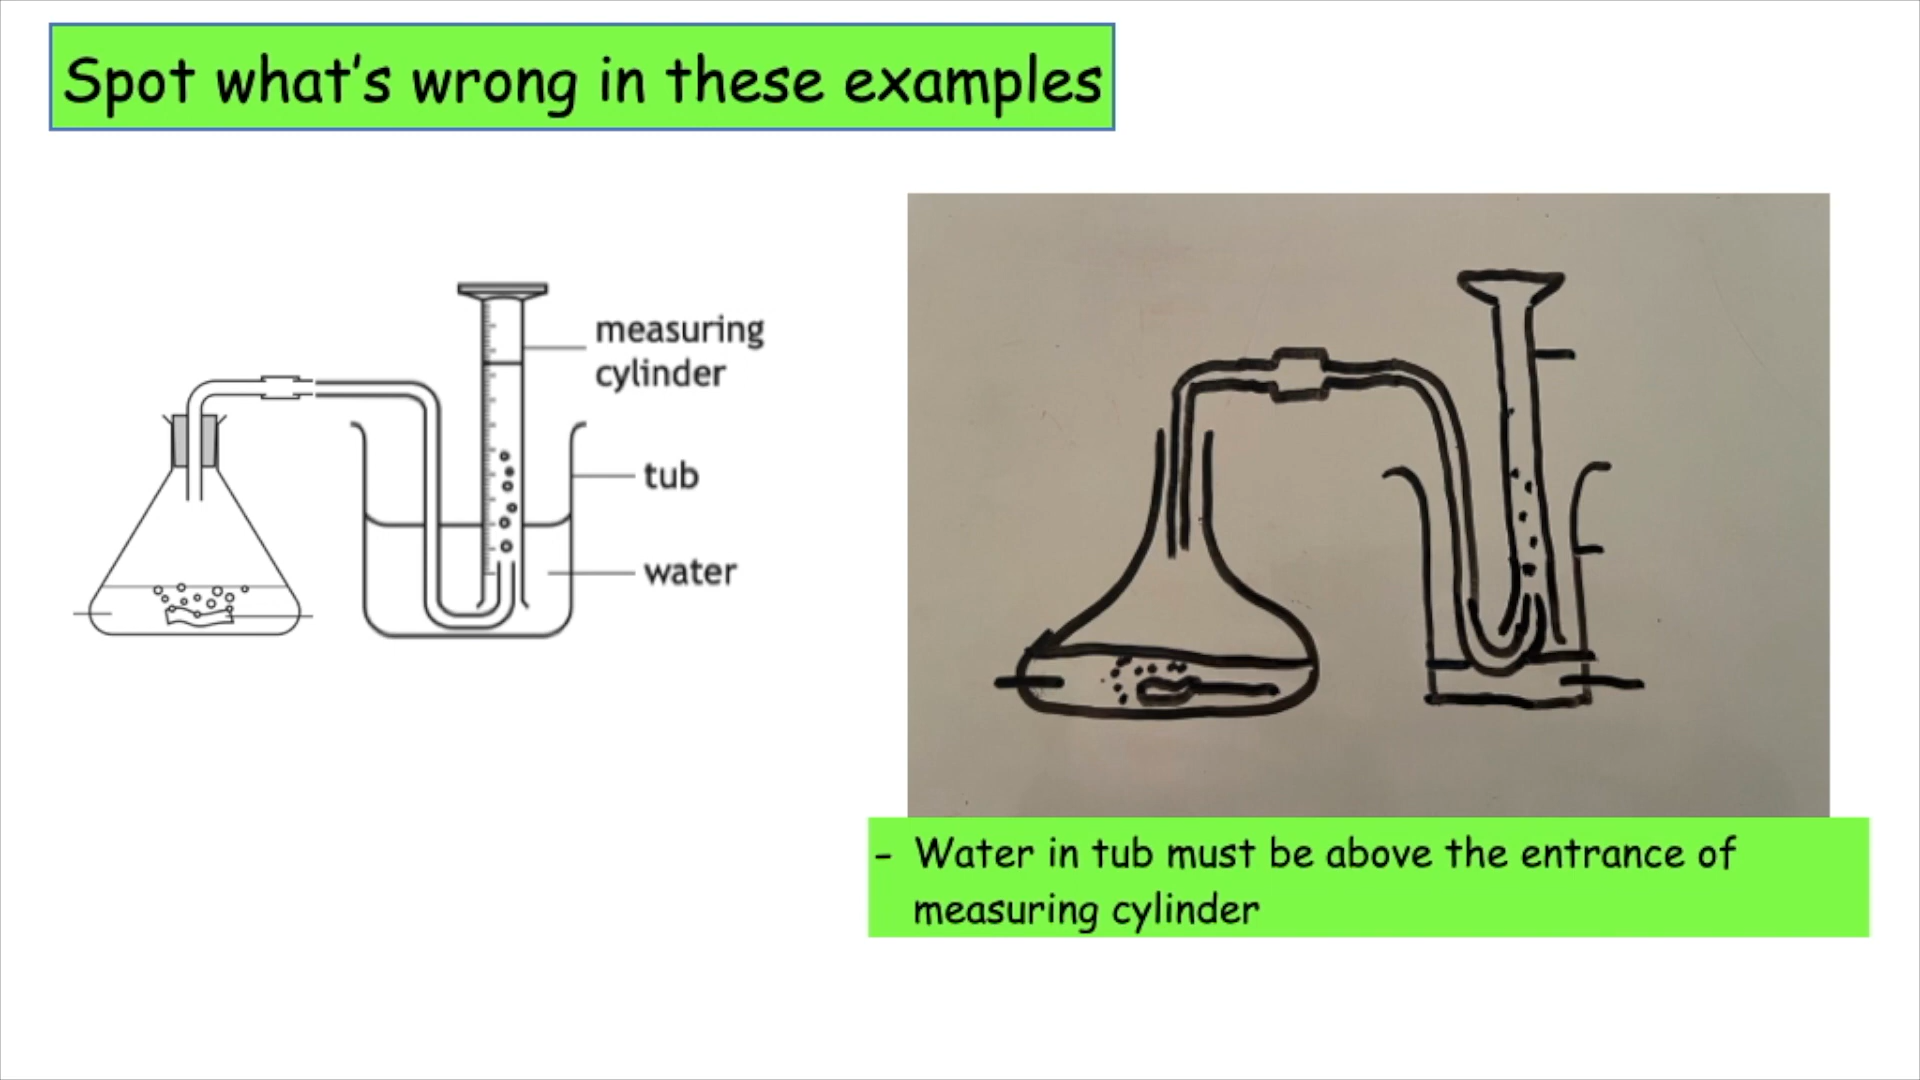 Spot what's wrong in these examples
measuring
cylinder
tub
water
- Water in tub must be above the entrance of
measuring cylinder